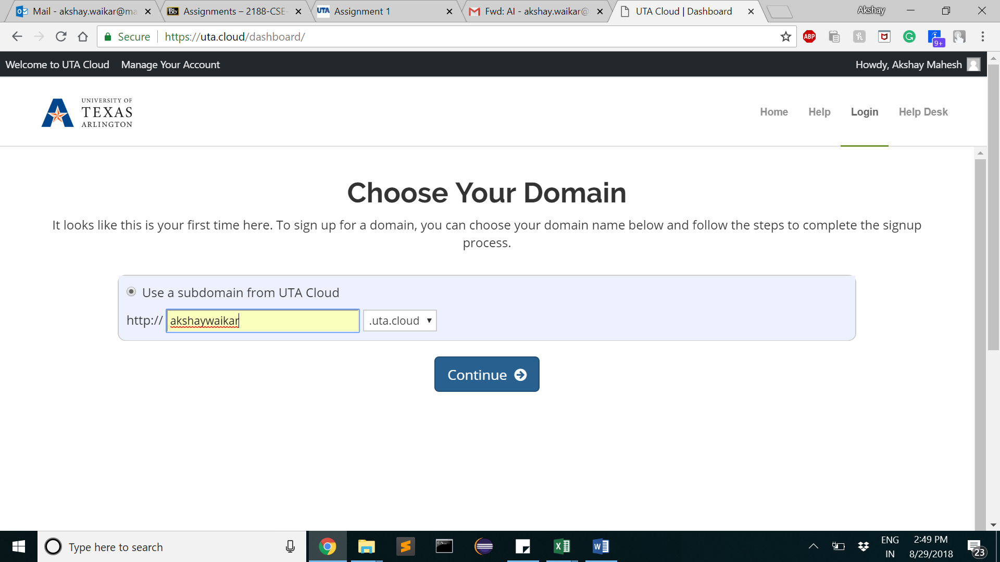 Mail - akshay.waikar@ma
Bb Assignments – 2188-CSE-
UTA Assignment 1
Fwd: AI - akshay.waikar@
UTA Cloud | Dashboard
Akshay
Secure https://uta.cloud/dashboard/
ABP
9+
Welcome to UTA Cloud Manage Your Account
Howdy, Akshay Mahesh
UNIVERSITY OF
TEXAS
ARLINGTON
Home Help Login Help Desk
Choose Your Domain
It looks like this is your first time here. To sign up for a domain, you can choose your domain name below and follow the steps to complete the signup
process.
Use a subdomain from UTA Cloud
http:// akshaywaikar .uta.cloud
Continue
Type here to search
ENG
IN
2:49 PM
8/29/2018
23